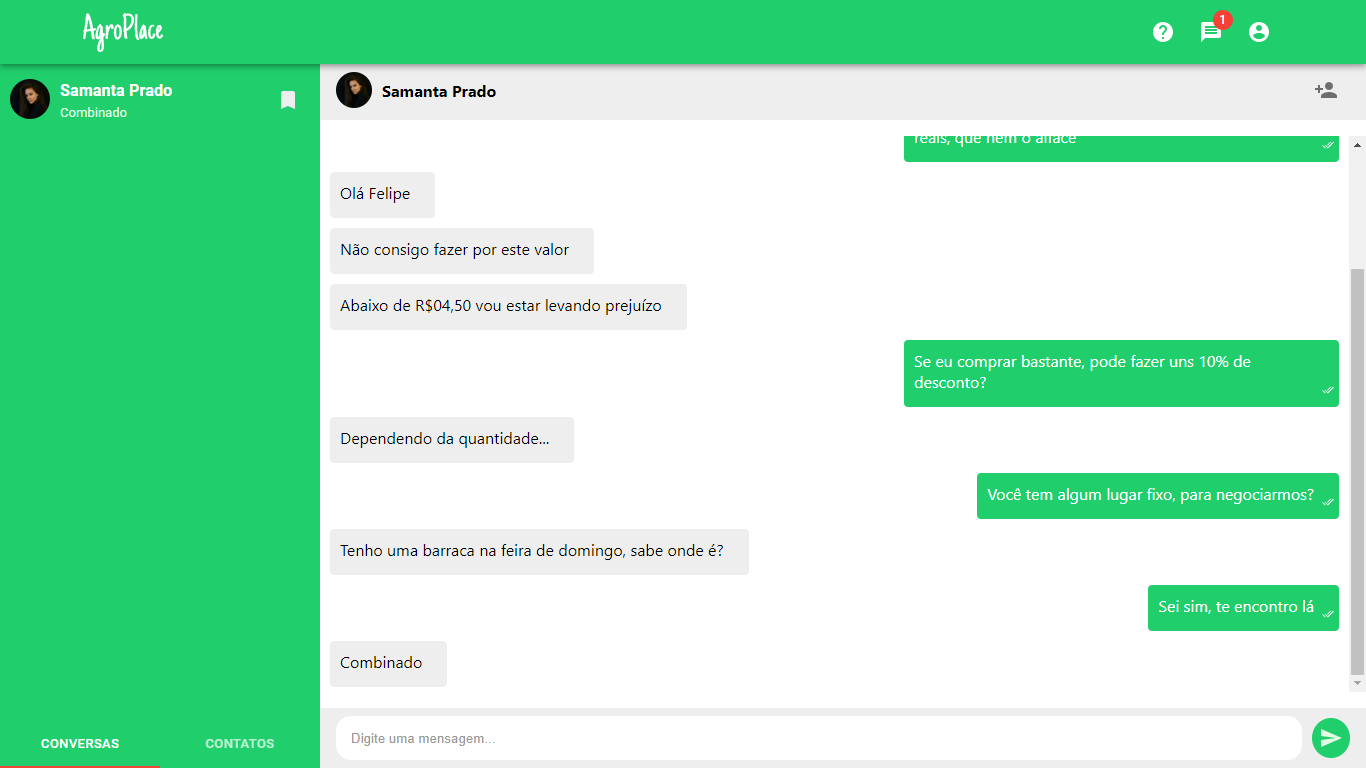 AgroPlace
1
Samanta Prado
Combinado
Samanta Prado
reais, que nem o alface
Olá Felipe
Não consigo fazer por este valor
Abaixo de R$04,50 vou estar levando prejuízo
Se eu comprar bastante, pode fazer uns 10% de
desconto?
Dependendo da quantidade...
Você tem algum lugar fixo, para negociarmos?
Tenho uma barraca na feira de domingo, sabe onde é?
Sei sim, te encontro lá
Combinado
CONVERSAS
CONTATOS
Digite uma mensagem...